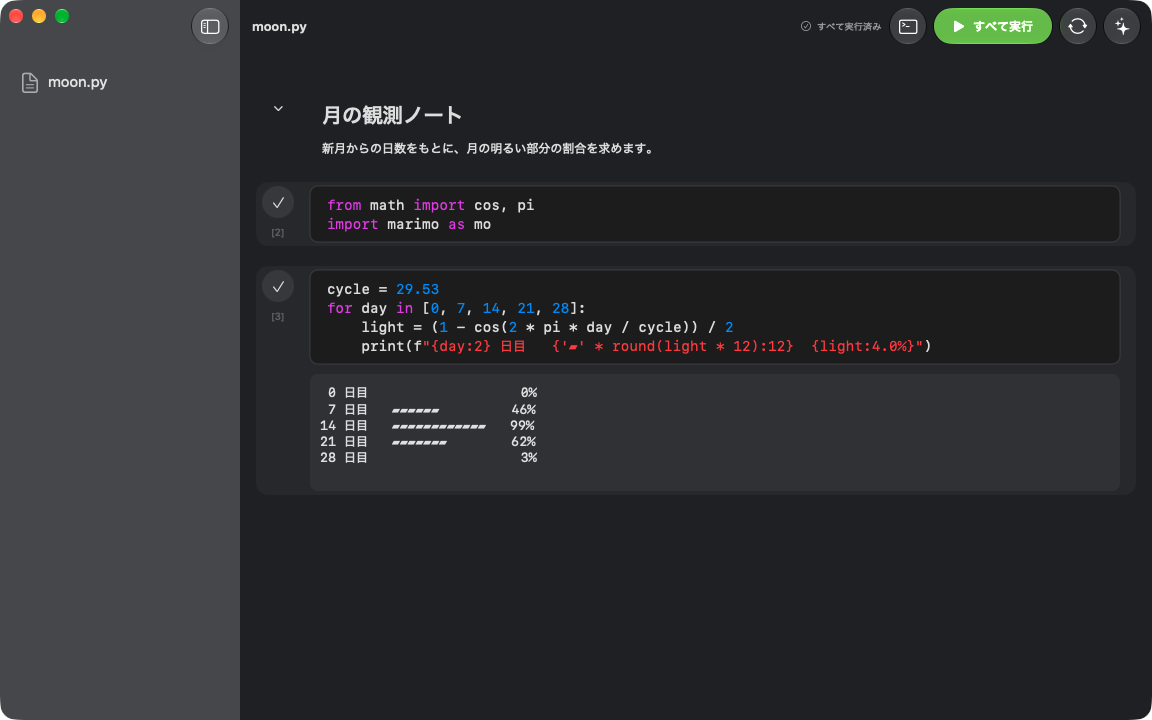 moon.py
すべて実行済み
すべて実行
moon.py
月の観測ノート
新月からの日数をもとに、月の明るい部分の割合を求めます。
from math import cos, pi
import marimo as mo
[2]
cycle = 29.53
for day in [0, 7, 14, 21, 28]:
    light = (1 - cos(2 * pi * day / cycle)) / 2
    print(f"{day:2} 日目   {'▰' * round(light * 12):12}  {light:4.0%}")
[3]
 0 日目                   0%
 7 日目   ▰▰▰▰▰▰         46%
14 日目   ▰▰▰▰▰▰▰▰▰▰▰▰   99%
21 日目   ▰▰▰▰▰▰▰        62%
28 日目                   3%